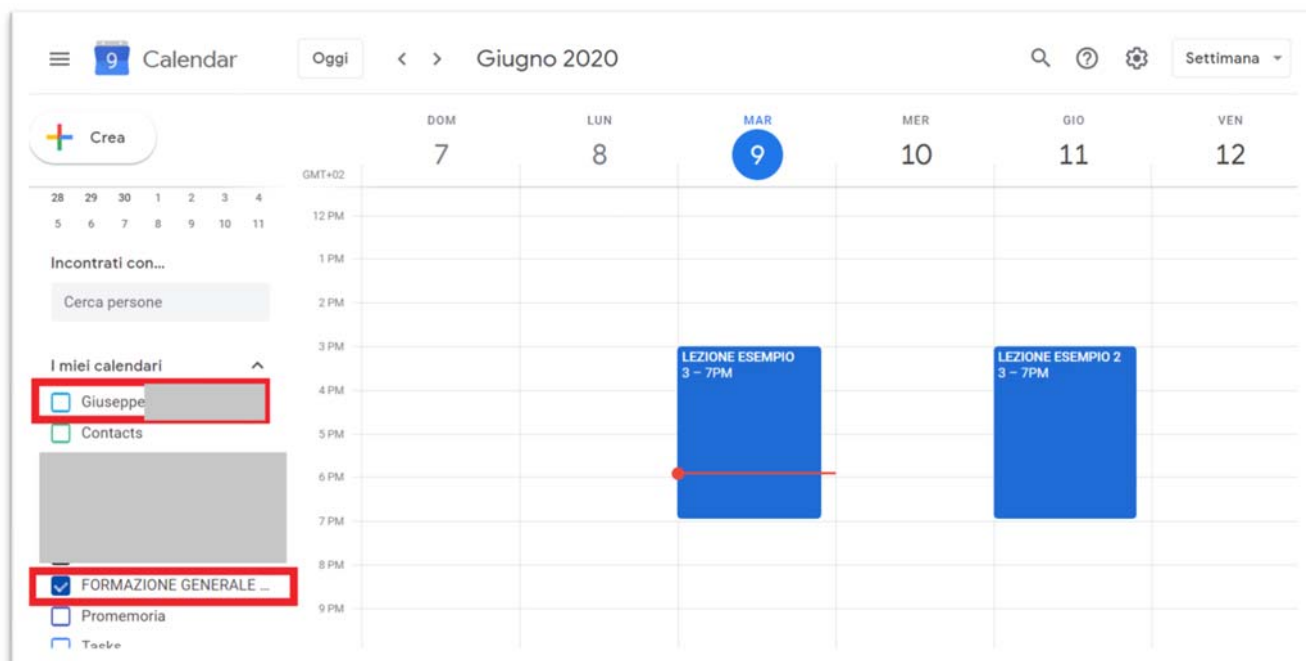 9 Calendar Oggi < > Giugno 2020 Settimana
Crea
DOM LUN MAR MER GIO VEN
7 8 9 10 11 12
GMT+02
28 29 30 1 2 3 4
5 6 7 8 9 10 11
12 PM
Incontrati con...
1 PM
Cerca persone
2 PM
3 PM
I miei calendari
LEZIONE ESEMPIO
3 – 7PM
LEZIONE ESEMPIO 2
3 – 7PM
4 PM
Giuseppe
Contacts
5 PM
6 PM
7 PM
8 PM
FORMAZIONE GENERALE ...
9 PM
Promemoria
Tasks